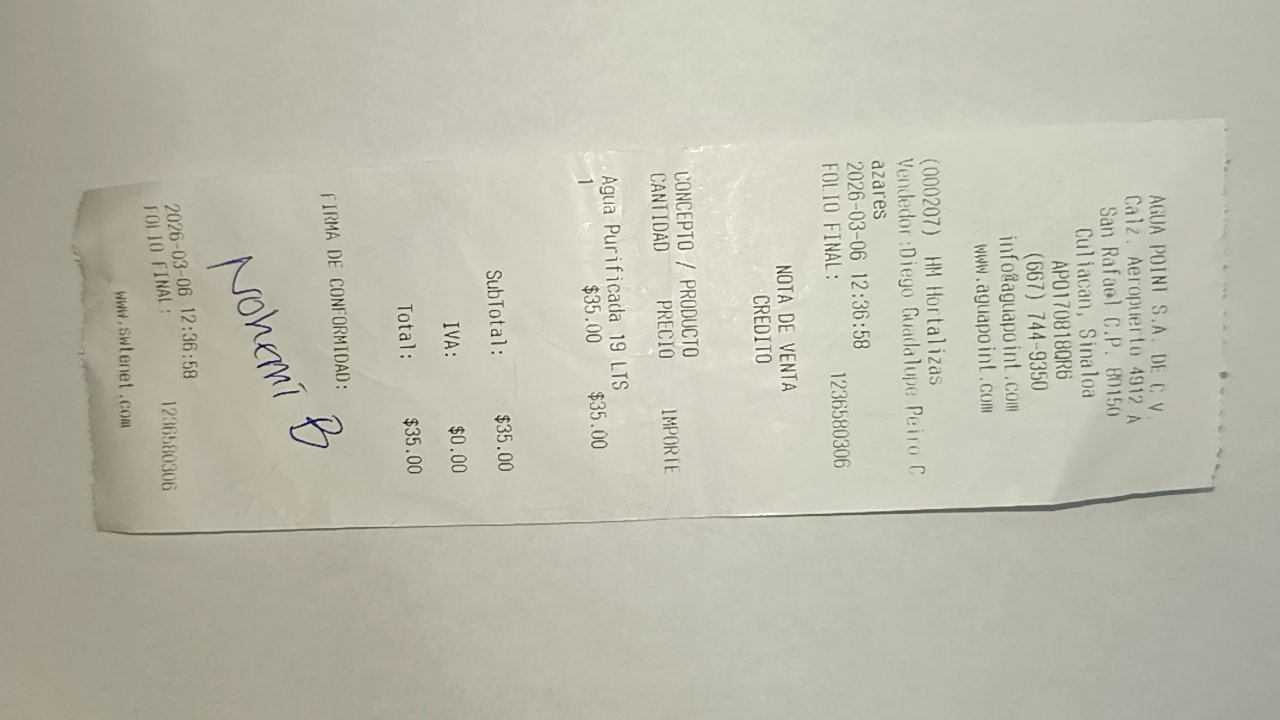 AGUA POINT S.A. DE C.V.
Calz. Aeropuerto 4912 A
San Rafael C.P. 80150
Culiacan, Sinaloa
APO170818QR6
(667) 744-9350
info@aguapoint.com
www.aguapoint.com
(000207) HM Hortalizas
Vendedor:Diego Guadalupe Peiro C
azares
2026-03-06 12:36:58
FOLIO FINAL: 1236580306
NOTA DE VENTA
CREDITO
CONCEPTO / PRODUCTO
CANTIDAD PRECIO IMPORTE
Agua Purificada 19 LTS
1 $35.00 $35.00
SubTotal: $35.00
IVA: $0.00
Total: $35.00
FIRMA DE CONFORMIDAD:
Nohemi B
2026-03-06 12:36:58
FOLIO FINAL: 1236580306
www.swtenet.com